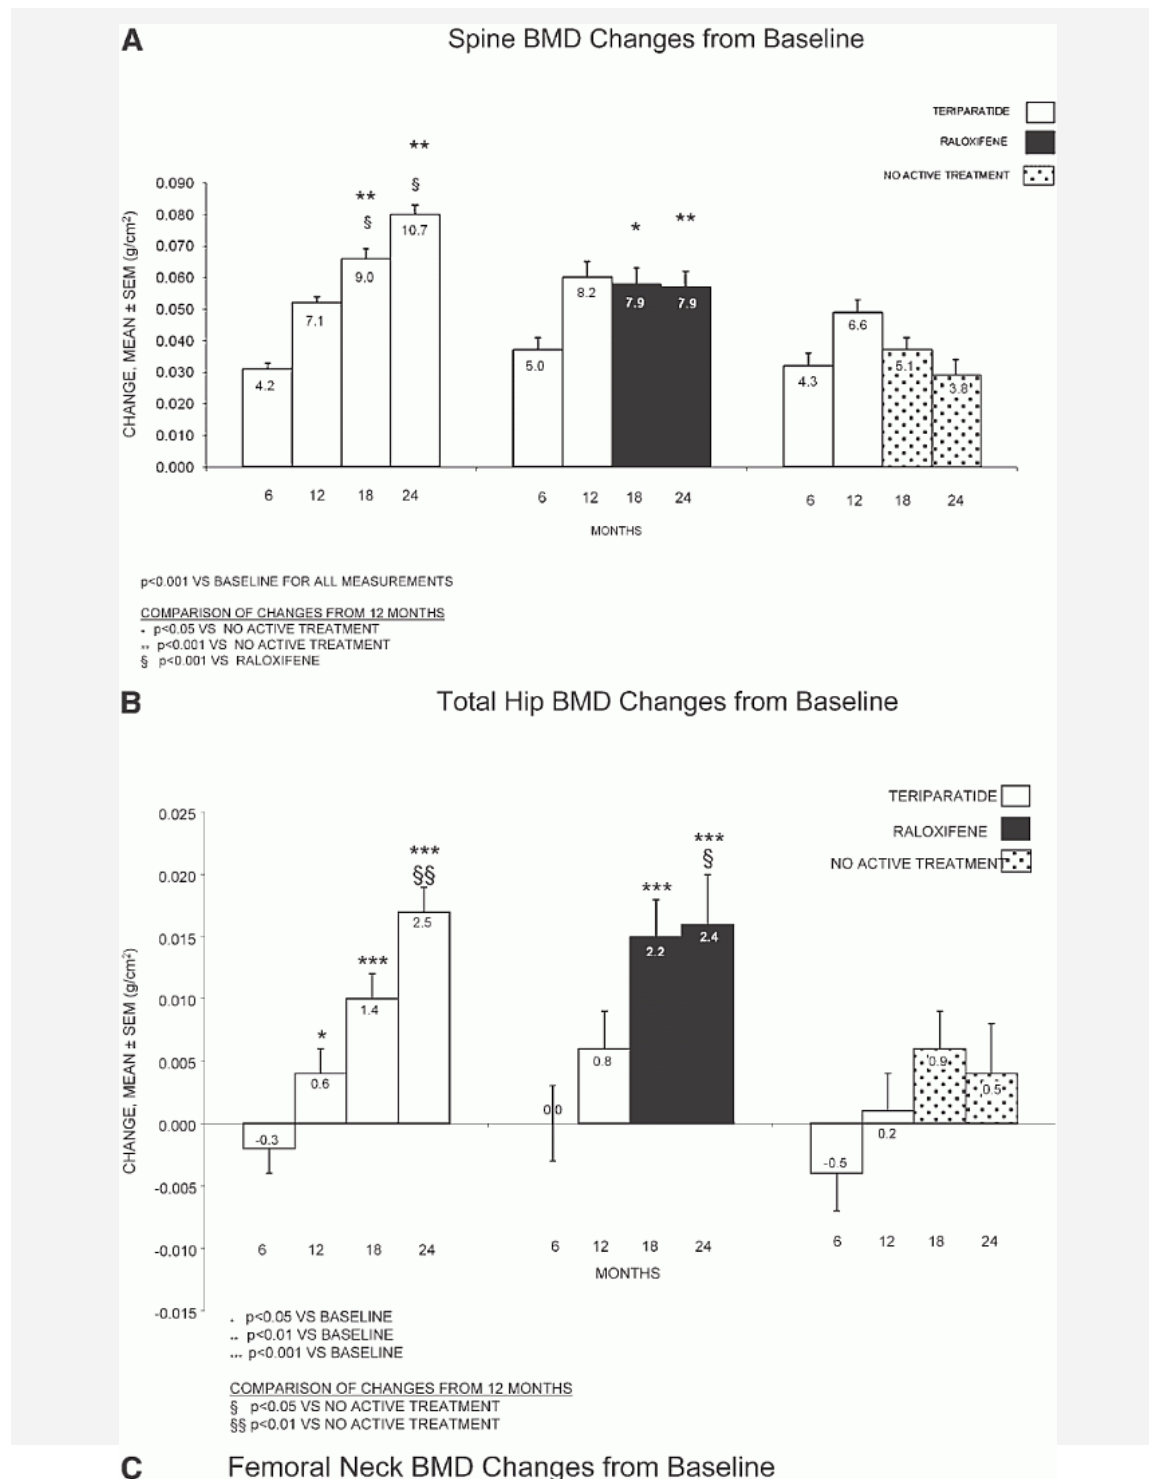 A Spine BMD Changes from Baseline
TERIPARATIDE
RALOXIFENE
NO ACTIVE TREATMENT
CHANGE, MEAN ± SEM (g/cm²)
0.090
0.080
0.070
0.060
0.050
0.040
0.030
0.020
0.010
0.000
** ** * **
§ §
4.2 7.1 9.0 10.7 5.0 8.2 7.9 7.9 4.3 6.6 5.1 3.8
6 12 18 24 6 12 18 24 6 12 18 24
MONTHS
p<0.001 VS BASELINE FOR ALL MEASUREMENTS
COMPARISON OF CHANGES FROM 12 MONTHS
* p<0.05 VS NO ACTIVE TREATMENT
** p<0.001 VS NO ACTIVE TREATMENT
§ p<0.001 VS RALOXIFENE
B Total Hip BMD Changes from Baseline
TERIPARATIDE
RALOXIFENE
NO ACTIVE TREATMENT
CHANGE, MEAN ± SEM (g/cm²)
0.025
0.020
0.015
0.010
0.005
0.000
-0.005
-0.010
-0.015
* *** *** *** ***
§§ §
-0.3 0.6 1.4 2.5 0.0 0.8 2.2 2.4 -0.5 0.2 0.9 0.5
6 12 18 24 6 12 18 24 6 12 18 24
MONTHS
* p<0.05 VS BASELINE
** p<0.01 VS BASELINE
*** p<0.001 VS BASELINE
COMPARISON OF CHANGES FROM 12 MONTHS
§ p<0.05 VS NO ACTIVE TREATMENT
§§ p<0.01 VS NO ACTIVE TREATMENT
C Femoral Neck BMD Changes from Baseline